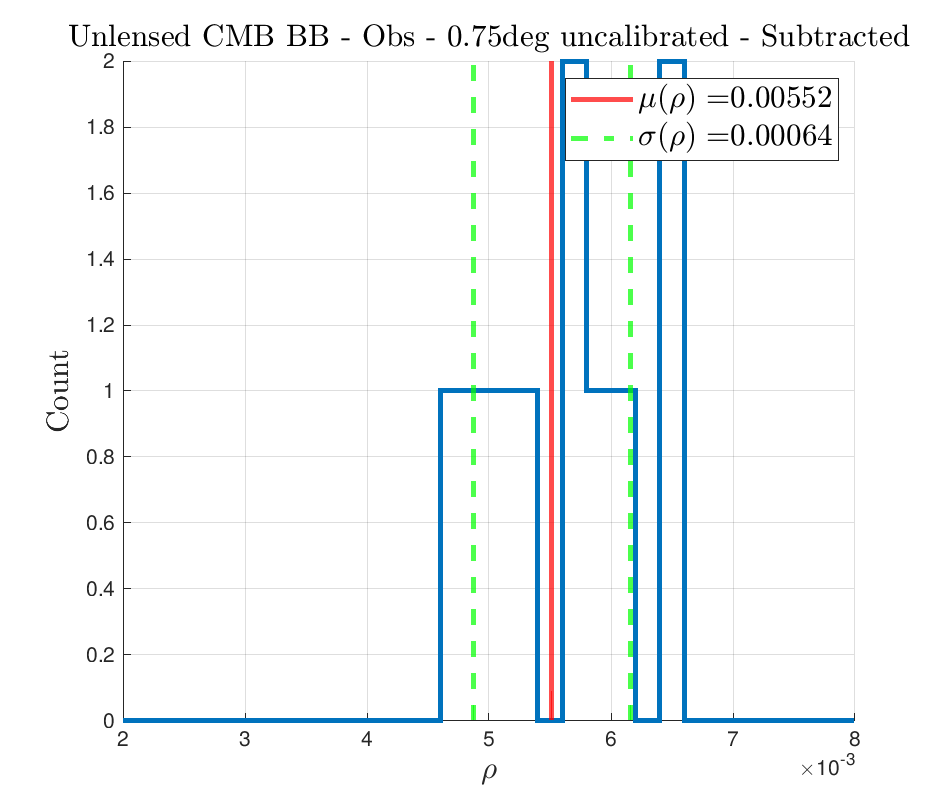 Unlensed CMB BB - Obs - 0.75deg uncalibrated - Subtracted
μ(ρ) =0.00552
σ(ρ) =0.00064
2
1.8
1.6
1.4
1.2
1
0.8
0.6
0.4
0.2
0
Count
2 3 4 5 6 7 8
×10⁻³
ρ